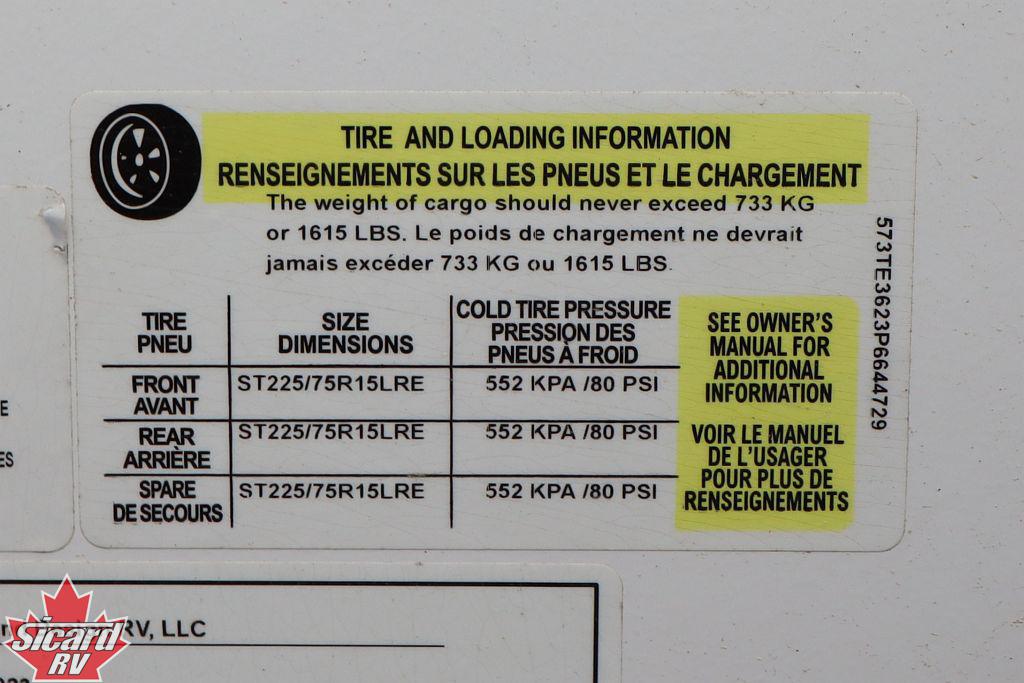 TIRE AND LOADING INFORMATION
RENSEIGNEMENTS SUR LES PNEUS ET LE CHARGEMENT
The weight of cargo should never exceed 733 KG
or 1615 LBS. Le poids de chargement ne devrait
jamais excéder 733 KG ou 1615 LBS.
573TE3623P6644729
TIRE
PNEU
SIZE
DIMENSIONS
COLD TIRE PRESSURE
PRESSION DES
PNEUS À FROID
FRONT
AVANT
ST225/75R15LRE
552 KPA /80 PSI
REAR
ARRIÈRE
ST225/75R15LRE
552 KPA /80 PSI
SPARE
DE SECOURS
ST225/75R15LRE
552 KPA /80 PSI
SEE OWNER'S
MANUAL FOR
ADDITIONAL
INFORMATION
VOIR LE MANUEL
DE L'USAGER
POUR PLUS DE
RENSEIGNEMENTS
E
ES
RV, LLC
Sicard
RV